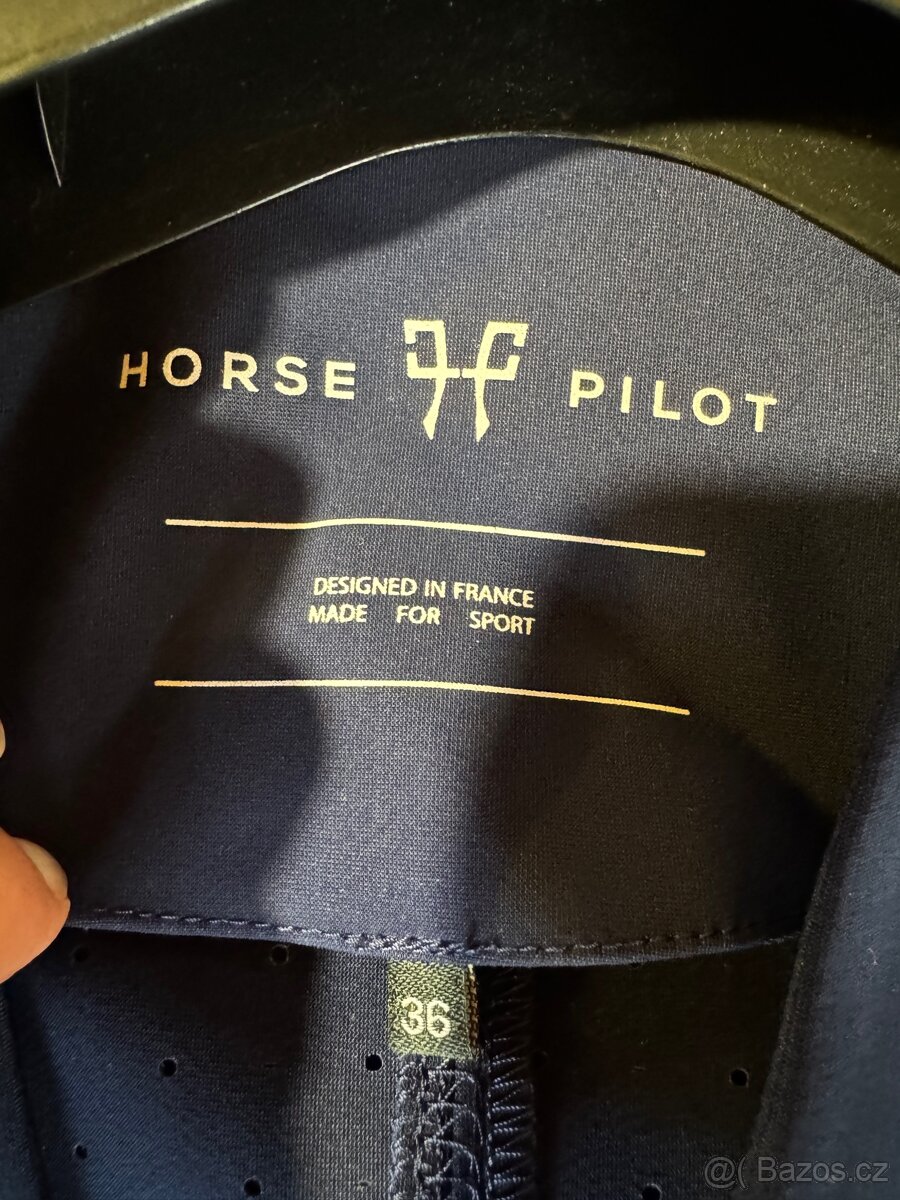 HORSE PILOT
DESIGNED IN FRANCE
MADE FOR SPORT
36
@( Bazos.cz